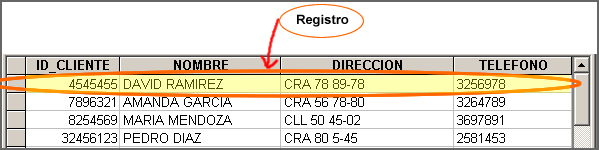 Registro
ID_CLIENTE NOMBRE DIRECCION TELEFONO
4545455 DAVID RAMIREZ CRA 78 89-78 3256978
7896321 AMANDA GARCIA CRA 56 78-80 3264789
8254569 MARIA MENDOZA CLL 50 45-02 3697891
32456123 PEDRO DIAZ CRA 80 5-45 2581453